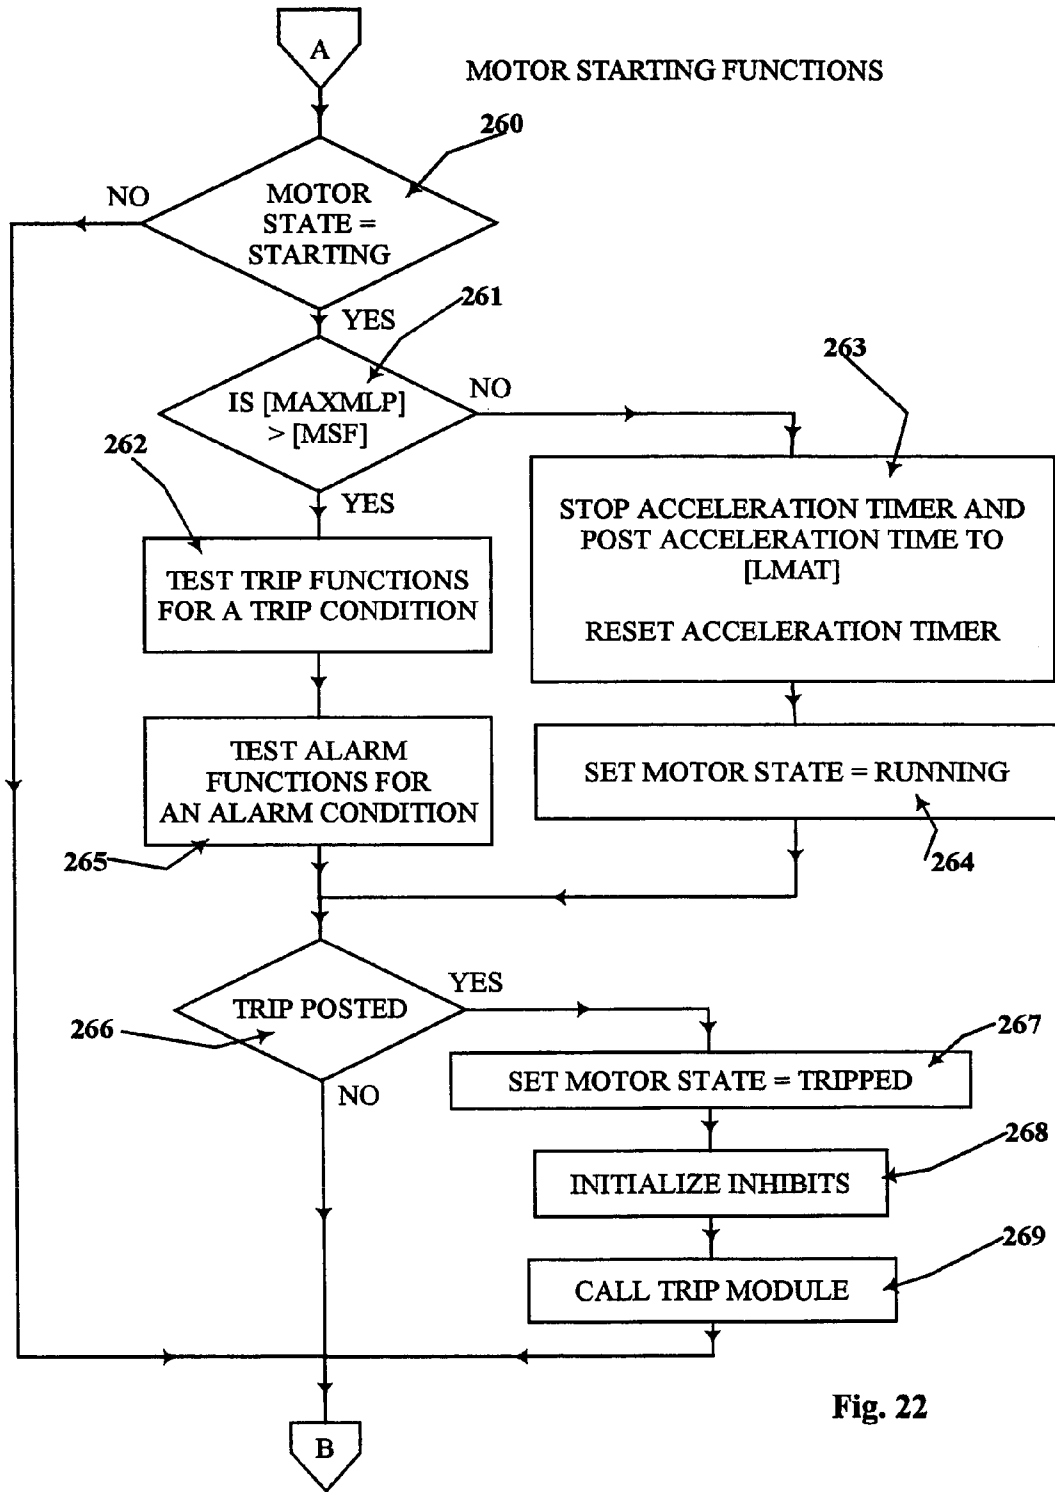 A
MOTOR STARTING FUNCTIONS
260
NO
MOTOR
STATE =
STARTING
YES
261
IS [MAXMLP]
> [MSF]
NO
263
262
YES
STOP ACCELERATION TIMER AND
POST ACCELERATION TIME TO
[LMAT]
RESET ACCELERATION TIMER
TEST TRIP FUNCTIONS
FOR A TRIP CONDITION
TEST ALARM
FUNCTIONS FOR
AN ALARM CONDITION
SET MOTOR STATE = RUNNING
265
264
TRIP POSTED
YES
266
267
NO
SET MOTOR STATE = TRIPPED
268
INITIALIZE INHIBITS
269
CALL TRIP MODULE
B
Fig. 22